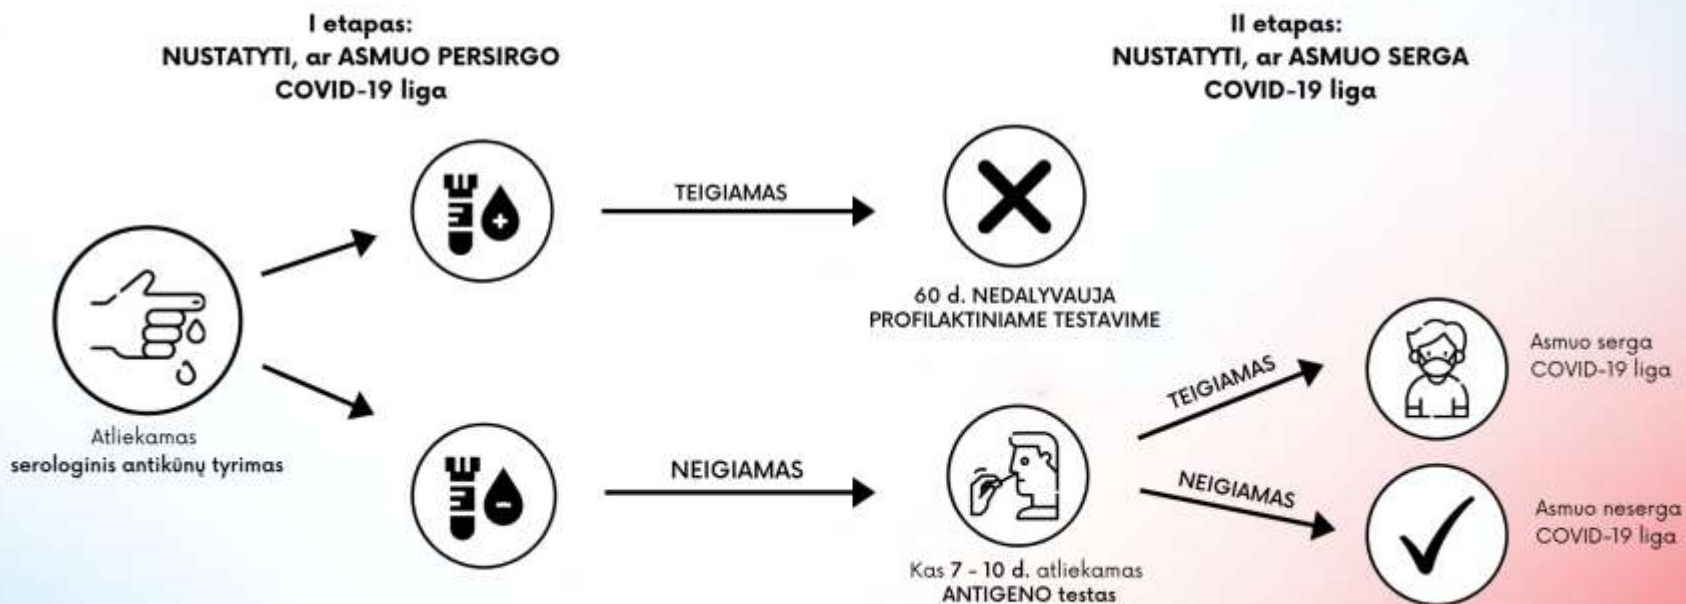 I etapas:
NUSTATYTI, ar ASMUO PERSIRGO
COVID-19 liga
II etapas:
NUSTATYTI, ar ASMUO SERGA
COVID-19 liga
TEIGIAMAS
60 d. NEDALYVAUJA
PROFILAKTINIAME TESTAVIME
Atliekamas
serologinis antikūnų tyrimas
NEIGIAMAS
Kas 7 - 10 d. atliekamas
ANTIGENO testas
TEIGIAMAS
Asmuo serga
COVID-19 liga
NEIGIAMAS
Asmuo neserga
COVID-19 liga